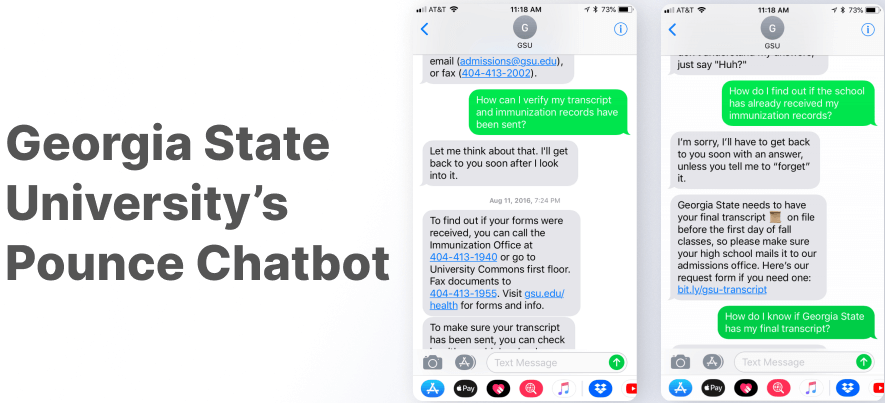 Georgia State
University’s
Pounce Chatbot
AT&T 11:18 AM 73%
G
GSU
email (admissions@gsu.edu),
or fax (404-413-2002).
How can I verify my transcript
and immunization records have
been sent?
Let me think about that. I'll get
back to you soon after I look
into it.
Aug 11, 2016, 7:24 PM
To find out if your forms were
received, you can call the
Immunization Office at
404-413-1940 or go to
University Commons first floor.
Fax documents to
404-413-1955. Visit gsu.edu/
health for forms and info.
To make sure your transcript
has been sent, you can check
Text Message
Pay
AT&T 11:18 AM 73%
G
GSU
just say "Huh?"
How do I find out if the school
has already received my
immunization records?
I'm sorry, I'll have to get back
to you soon with an answer,
unless you tell me to “forget”
it.
Georgia State needs to have
your final transcript on file
before the first day of fall
classes, so please make sure
your high school mails it to our
admissions office. Here's our
request form if you need one:
bit.ly/gsu-transcript
How do I know if Georgia State
has my final transcript?
Text Message
Pay